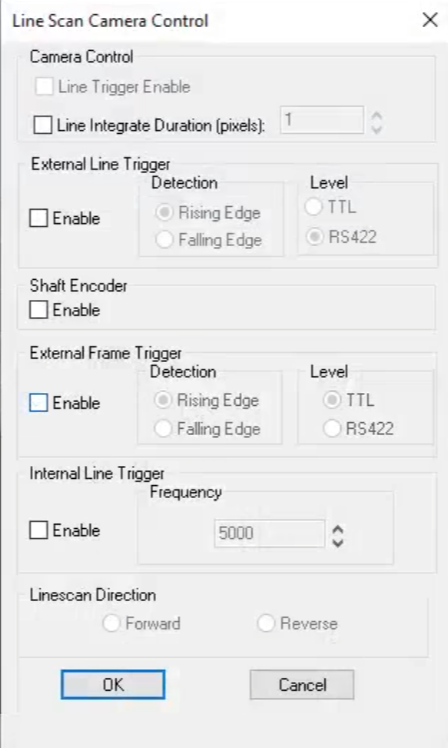 Line Scan Camera Control
Camera Control
Line Trigger Enable
Line Integrate Duration (pixels): 1
External Line Trigger
Detection Level
Enable Rising Edge TTL
Falling Edge RS422
Shaft Encoder
Enable
External Frame Trigger
Detection Level
Enable Rising Edge TTL
Falling Edge RS422
Internal Line Trigger
Frequency
Enable 5000
Linescan Direction
Forward Reverse
OK Cancel